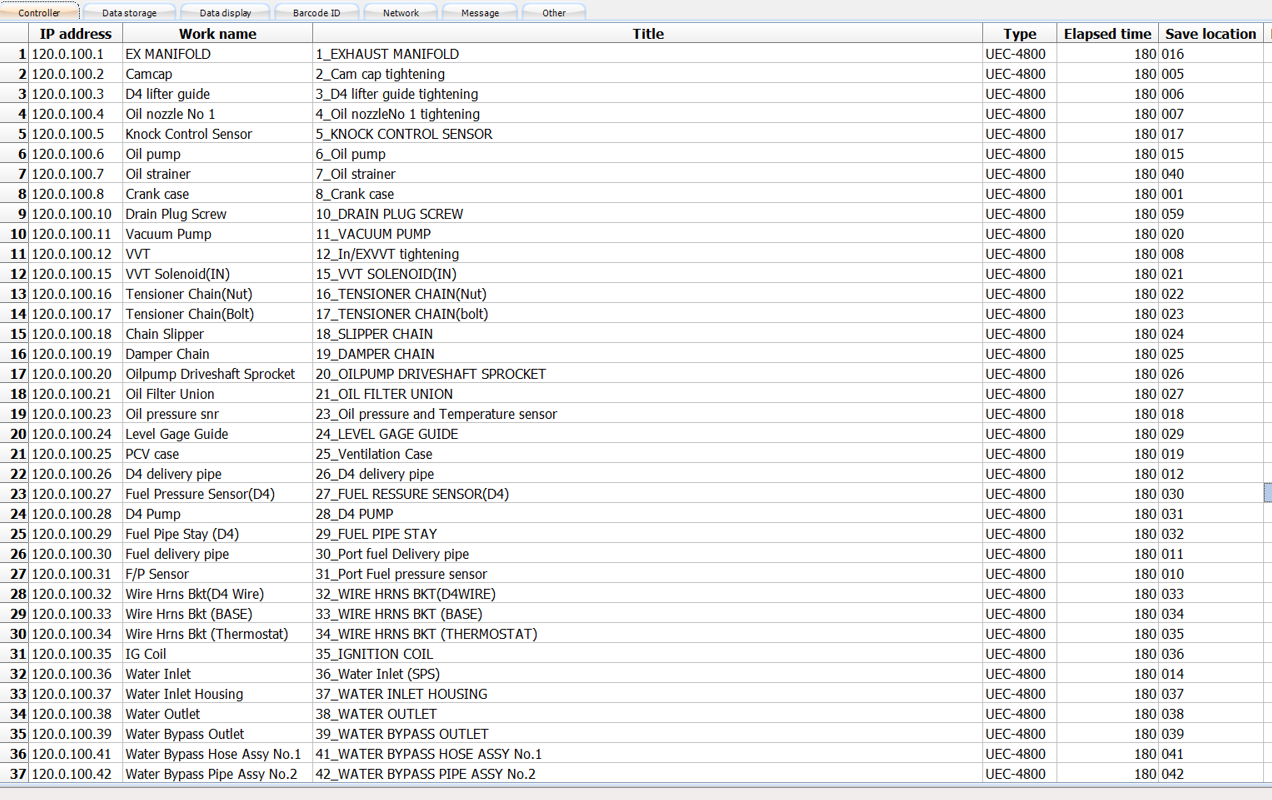 Controller Data storage Data display Barcode ID Network Message Other
IP address Work name Title Type Elapsed time Save location
1 120.0.100.1 EX MANIFOLD 1_EXHAUST MANIFOLD UEC-4800 180 016
2 120.0.100.2 Camcap 2_Cam cap tightening UEC-4800 180 005
3 120.0.100.3 D4 lifter guide 3_D4 lifter guide tightening UEC-4800 180 006
4 120.0.100.4 Oil nozzle No 1 4_Oil nozzleNo 1 tightening UEC-4800 180 007
5 120.0.100.5 Knock Control Sensor 5_KNOCK CONTROL SENSOR UEC-4800 180 017
6 120.0.100.6 Oil pump 6_Oil pump UEC-4800 180 015
7 120.0.100.7 Oil strainer 7_Oil strainer UEC-4800 180 040
8 120.0.100.8 Crank case 8_Crank case UEC-4800 180 001
9 120.0.100.10 Drain Plug Screw 10_DRAIN PLUG SCREW UEC-4800 180 059
10 120.0.100.11 Vacuum Pump 11_VACUUM PUMP UEC-4800 180 020
11 120.0.100.12 VVT 12_In/EXVVT tightening UEC-4800 180 008
12 120.0.100.15 VVT Solenoid(IN) 15_VVT SOLENOID(IN) UEC-4800 180 021
13 120.0.100.16 Tensioner Chain(Nut) 16_TENSIONER CHAIN(Nut) UEC-4800 180 022
14 120.0.100.17 Tensioner Chain(Bolt) 17_TENSIONER CHAIN(bolt) UEC-4800 180 023
15 120.0.100.18 Chain Slipper 18_SLIPPER CHAIN UEC-4800 180 024
16 120.0.100.19 Damper Chain 19_DAMPER CHAIN UEC-4800 180 025
17 120.0.100.20 Oilpump Driveshaft Sprocket 20_OILPUMP DRIVESHAFT SPROCKET UEC-4800 180 026
18 120.0.100.21 Oil Filter Union 21_OIL FILTER UNION UEC-4800 180 027
19 120.0.100.23 Oil pressure snr 23_Oil pressure and Temperature sensor UEC-4800 180 018
20 120.0.100.24 Level Gage Guide 24_LEVEL GAGE GUIDE UEC-4800 180 029
21 120.0.100.25 PCV case 25_Ventilation Case UEC-4800 180 019
22 120.0.100.26 D4 delivery pipe 26_D4 delivery pipe UEC-4800 180 012
23 120.0.100.27 Fuel Pressure Sensor(D4) 27_FUEL RESSURE SENSOR(D4) UEC-4800 180 030
24 120.0.100.28 D4 Pump 28_D4 PUMP UEC-4800 180 031
25 120.0.100.29 Fuel Pipe Stay (D4) 29_FUEL PIPE STAY UEC-4800 180 032
26 120.0.100.30 Fuel delivery pipe 30_Port fuel Delivery pipe UEC-4800 180 011
27 120.0.100.31 F/P Sensor 31_Port Fuel pressure sensor UEC-4800 180 010
28 120.0.100.32 Wire Hrns Bkt(D4 Wire) 32_WIRE HRNS BKT(D4WIRE) UEC-4800 180 033
29 120.0.100.33 Wire Hrns Bkt (BASE) 33_WIRE HRNS BKT (BASE) UEC-4800 180 034
30 120.0.100.34 Wire Hrns Bkt (Thermostat) 34_WIRE HRNS BKT (THERMOSTAT) UEC-4800 180 035
31 120.0.100.35 IG Coil 35_IGNITION COIL UEC-4800 180 036
32 120.0.100.36 Water Inlet 36_Water Inlet (SPS) UEC-4800 180 014
33 120.0.100.37 Water Inlet Housing 37_WATER INLET HOUSING UEC-4800 180 037
34 120.0.100.38 Water Outlet 38_WATER OUTLET UEC-4800 180 038
35 120.0.100.39 Water Bypass Outlet 39_WATER BYPASS OUTLET UEC-4800 180 039
36 120.0.100.41 Water Bypass Hose Assy No.1 41_WATER BYPASS HOSE ASSY No.1 UEC-4800 180 041
37 120.0.100.42 Water Bypass Pipe Assy No.2 42_WATER BYPASS PIPE ASSY No.2 UEC-4800 180 042